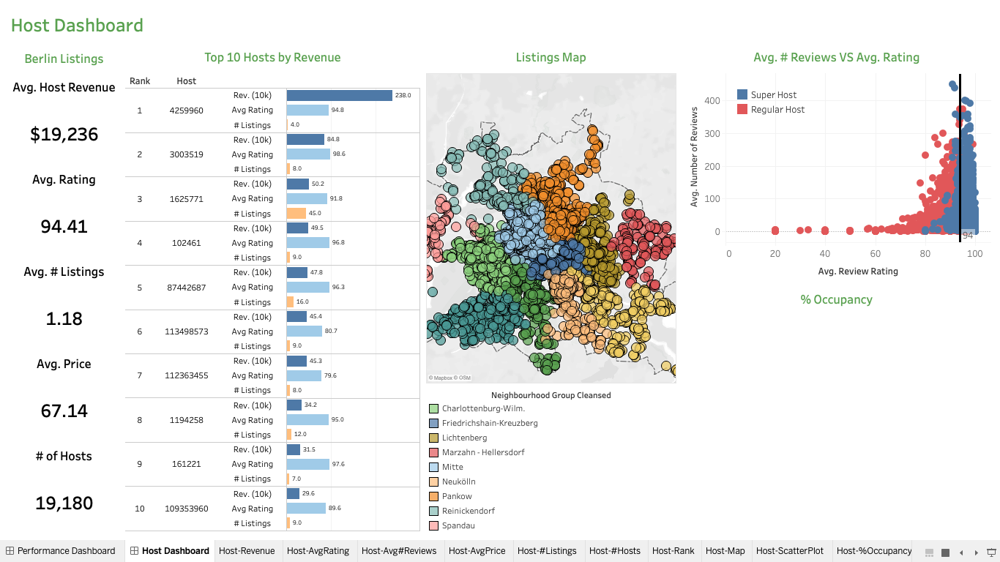 Host Dashboard
Berlin Listings
Avg. Host Revenue
$19,236
Avg. Rating
94.41
Avg. # Listings
1.18
Avg. Price
67.14
# of Hosts
19,180
Top 10 Hosts by Revenue
Rank Host
1 4259960
Rev. (10k) 238.0
Avg Rating 94.8
# Listings 4.0
2 3003519
Rev. (10k) 84.8
Avg Rating 98.6
# Listings 8.0
3 1625771
Rev. (10k) 50.2
Avg Rating 91.8
# Listings 45.0
4 102461
Rev. (10k) 49.5
Avg Rating 96.8
# Listings 9.0
5 87442687
Rev. (10k) 47.8
Avg Rating 96.3
# Listings 16.0
6 113498573
Rev. (10k) 45.4
Avg Rating 80.7
# Listings 9.0
7 112363455
Rev. (10k) 45.3
Avg Rating 79.6
# Listings 8.0
8 1194258
Rev. (10k) 34.2
Avg Rating 95.0
# Listings 12.0
9 161221
Rev. (10k) 31.5
Avg Rating 97.6
# Listings 7.0
10 109353960
Rev. (10k) 29.6
Avg Rating 89.6
# Listings 9.0
Listings Map
© Mapbox © OSM
Neighbourhood Group Cleansed
Charlottenburg-Wilm.
Friedrichshain-Kreuzberg
Lichtenberg
Marzahn - Hellersdorf
Mitte
Neukölln
Pankow
Reinickendorf
Spandau
Avg. # Reviews VS Avg. Rating
Super Host
Regular Host
Avg. Number of Reviews
400
300
200
100
0
94
0 20 40 60 80 100
Avg. Review Rating
% Occupancy
Performance Dashboard Host Dashboard Host-Revenue Host-AvgRating Host-Avg#Reviews Host-AvgPrice Host-#Listings Host-#Hosts Host-Rank Host-Map Host-ScatterPlot Host-%Occupancy